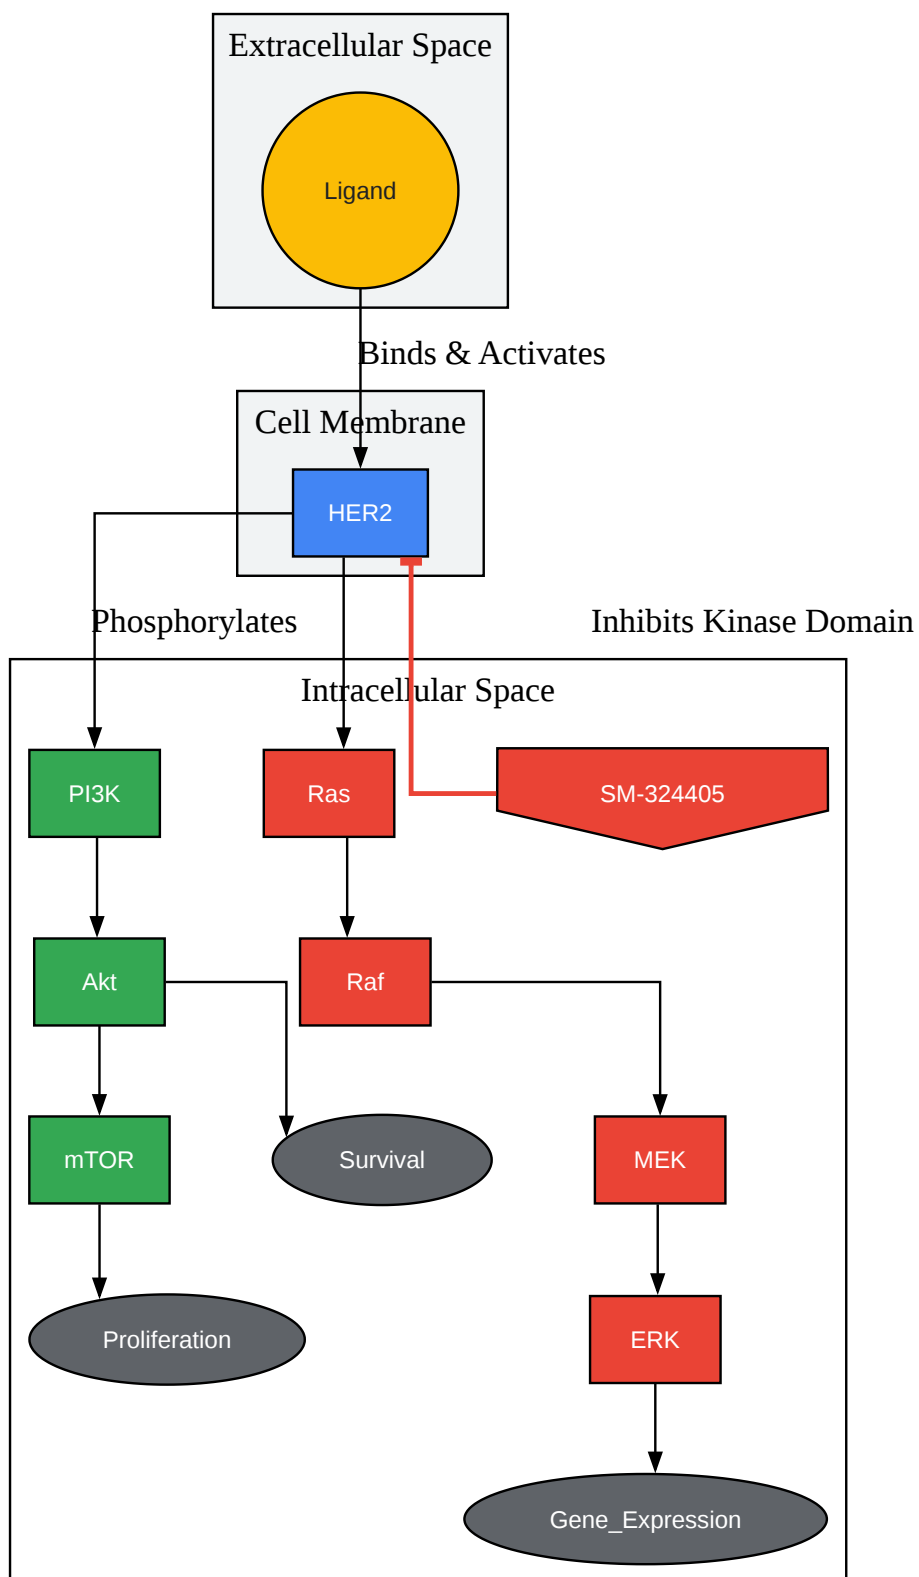 Extracellular Space
Ligand
Binds & Activates
Cell Membrane
HER2
Phosphorylates
Inhibits Kinase Domain
Intracellular Space
PI3K
Ras
SM-324405
Akt
Raf
mTOR
Survival
MEK
Proliferation
ERK
Gene_Expression